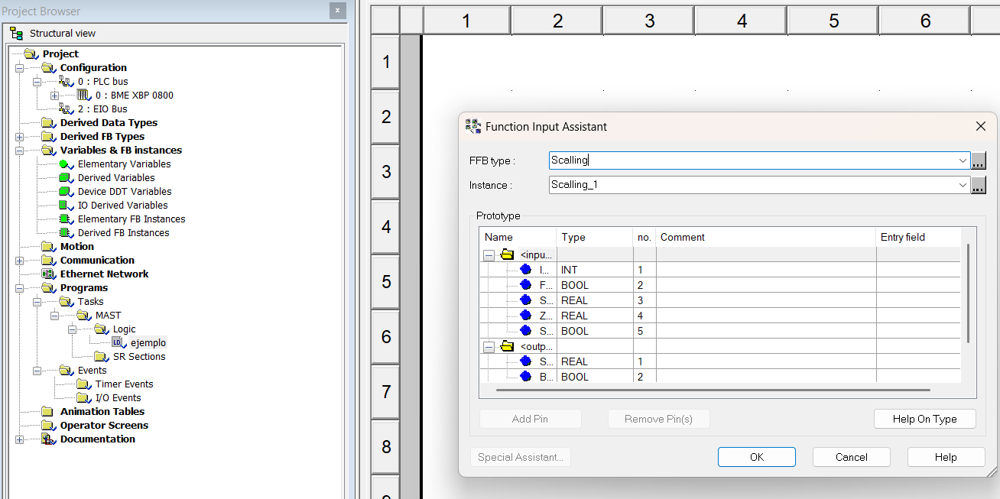 Project Browser
Structural view
Project
Configuration
0 : PLC bus
0 : BME XBP 0800
2 : EIO Bus
Derived Data Types
Derived FB Types
Variables & FB instances
Elementary Variables
Derived Variables
Device DDT Variables
IO Derived Variables
Elementary FB Instances
Derived FB Instances
Motion
Communication
Ethernet Network
Programs
Tasks
MAST
Logic
LD ejemplo
SR Sections
Events
Timer Events
I/O Events
Animation Tables
Operator Screens
Documentation
1 2 3 4 5 6
1
2
3
4
5
6
7
8
Function Input Assistant
FFB type : Scalling ...
Instance : Scalling_1 ...
Prototype
Name Type no. Comment Entry field
<inpu...
I... INT 1
F... BOOL 2
S... REAL 3
Z... REAL 4
S... BOOL 5
<outp...
S... REAL 1
B... BOOL 2
Add Pin Remove Pin(s) Help On Type
Special Assistant... OK Cancel Help